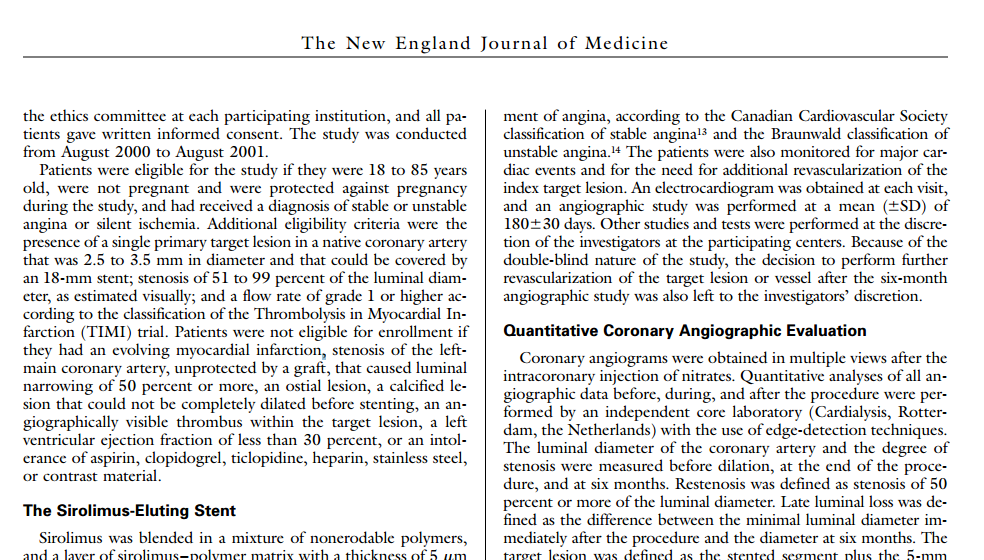 The New England Journal of Medicine
the ethics committee at each participating institution, and all pa-
tients gave written informed consent. The study was conducted
from August 2000 to August 2001.
Patients were eligible for the study if they were 18 to 85 years
old, were not pregnant and were protected against pregnancy
during the study, and had received a diagnosis of stable or unstable
angina or silent ischemia. Additional eligibility criteria were the
presence of a single primary target lesion in a native coronary artery
that was 2.5 to 3.5 mm in diameter and that could be covered by
an 18-mm stent; stenosis of 51 to 99 percent of the luminal diam-
eter, as estimated visually; and a flow rate of grade 1 or higher ac-
cording to the classification of the Thrombolysis in Myocardial In-
farction (TIMI) trial. Patients were not eligible for enrollment if
they had an evolving myocardial infarction, stenosis of the left-
main coronary artery, unprotected by a graft, that caused luminal
narrowing of 50 percent or more, an ostial lesion, a calcified le-
sion that could not be completely dilated before stenting, an an-
giographically visible thrombus within the target lesion, a left
ventricular ejection fraction of less than 30 percent, or an intol-
erance of aspirin, clopidogrel, ticlopidine, heparin, stainless steel,
or contrast material.
The Sirolimus-Eluting Stent
Sirolimus was blended in a mixture of nonerodable polymers,
and a layer of sirolimus–polymer matrix with a thickness of 5 µm
ment of angina, according to the Canadian Cardiovascular Society
classification of stable angina¹³ and the Braunwald classification of
unstable angina.¹⁴ The patients were also monitored for major car-
diac events and for the need for additional revascularization of the
index target lesion. An electrocardiogram was obtained at each visit,
and an angiographic study was performed at a mean (±SD) of
180±30 days. Other studies and tests were performed at the discre-
tion of the investigators at the participating centers. Because of the
double-blind nature of the study, the decision to perform further
revascularization of the target lesion or vessel after the six-month
angiographic study was also left to the investigators’ discretion.
Quantitative Coronary Angiographic Evaluation
Coronary angiograms were obtained in multiple views after the
intracoronary injection of nitrates. Quantitative analyses of all an-
giographic data before, during, and after the procedure were per-
formed by an independent core laboratory (Cardialysis, Rotter-
dam, the Netherlands) with the use of edge-detection techniques.
The luminal diameter of the coronary artery and the degree of
stenosis were measured before dilation, at the end of the proce-
dure, and at six months. Restenosis was defined as stenosis of 50
percent or more of the luminal diameter. Late luminal loss was de-
fined as the difference between the minimal luminal diameter im-
mediately after the procedure and the diameter at six months. The
target lesion was defined as the stented segment plus the 5-mm